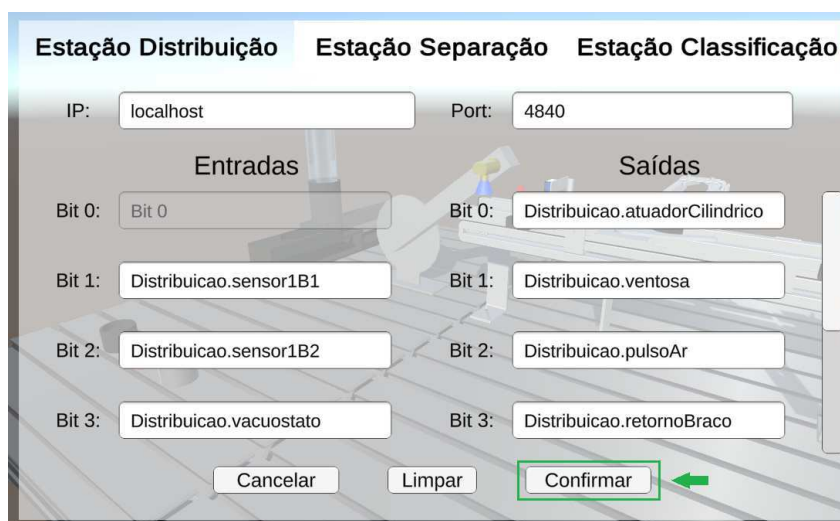 Estação Distribuição Estação Separação Estação Classificação
IP: localhost Port: 4840
Entradas Saídas
Bit 0: Bit 0 Bit 0: Distribuicao.atuadorCilindrico
Bit 1: Distribuicao.sensor1B1 Bit 1: Distribuicao.ventosa
Bit 2: Distribuicao.sensor1B2 Bit 2: Distribuicao.pulsoAr
Bit 3: Distribuicao.vacuostato Bit 3: Distribuicao.retornoBraco
Cancelar Limpar Confirmar